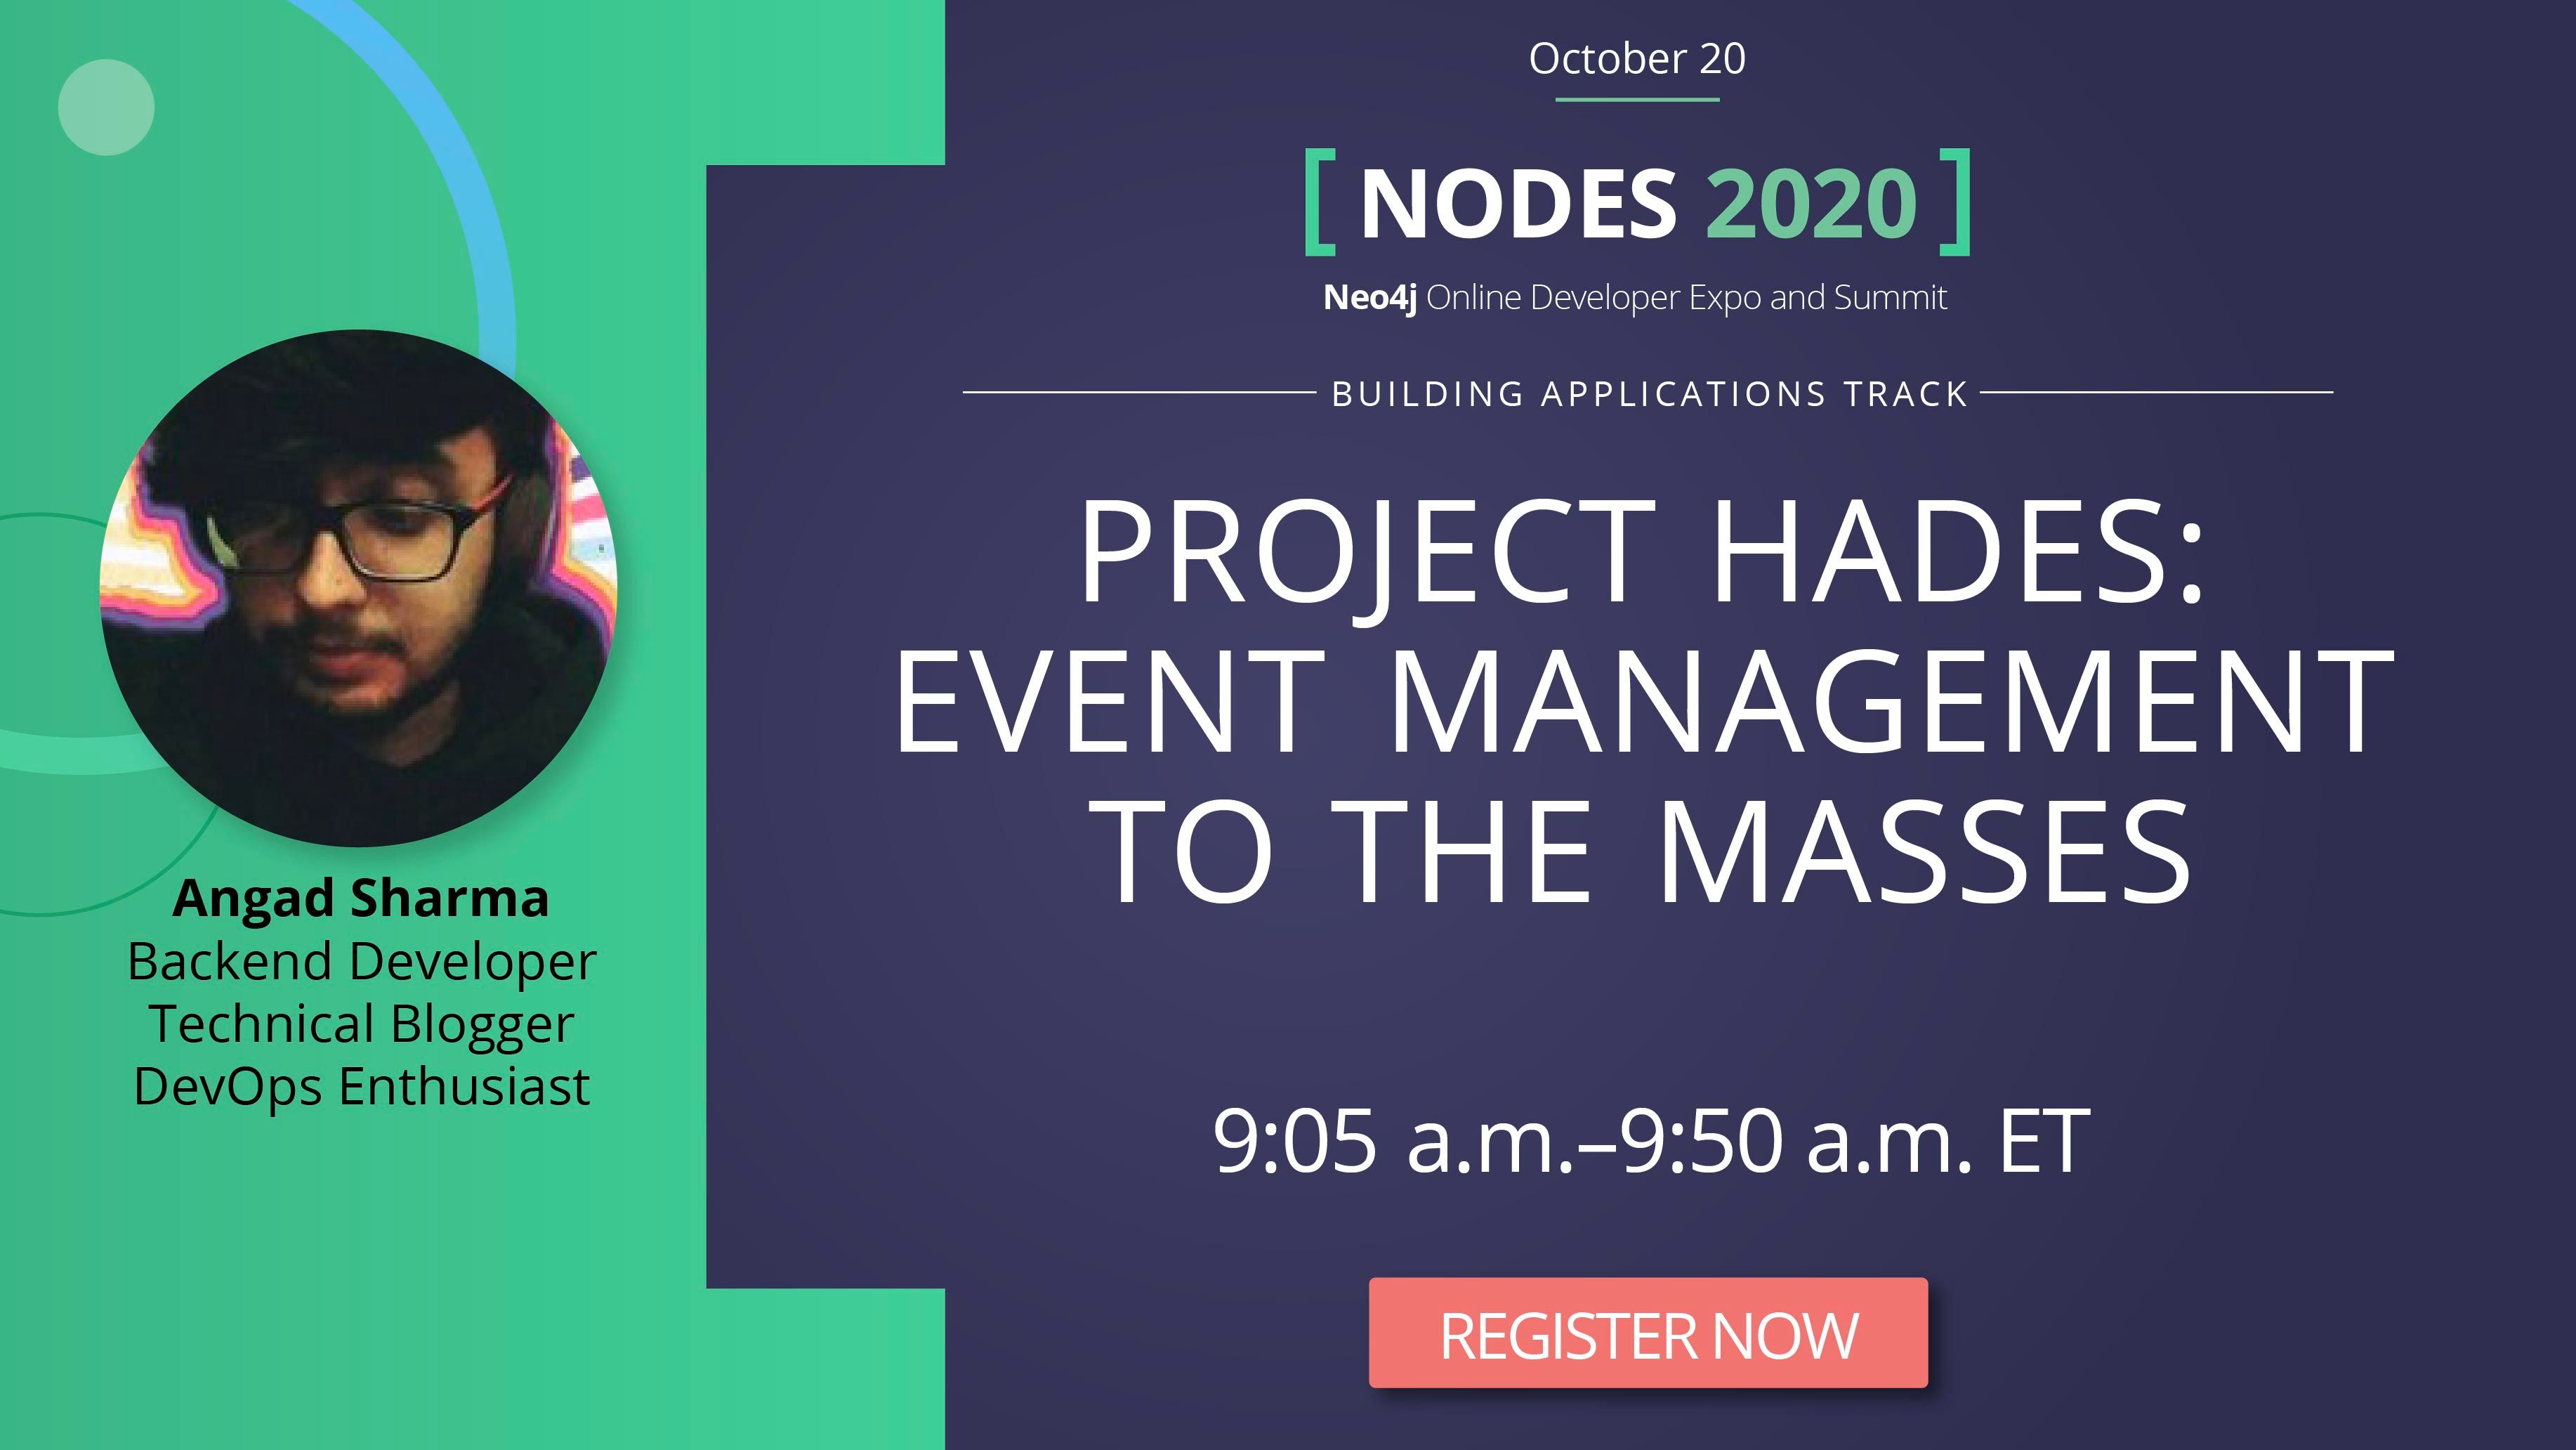 October 20
[ NODES 2020 ]
Neo4j Online Developer Expo and Summit
BUILDING APPLICATIONS TRACK
PROJECT HADES:
EVENT MANAGEMENT
TO THE MASSES
9:05 a.m.–9:50 a.m. ET
REGISTER NOW
Angad Sharma
Backend Developer
Technical Blogger
DevOps Enthusiast